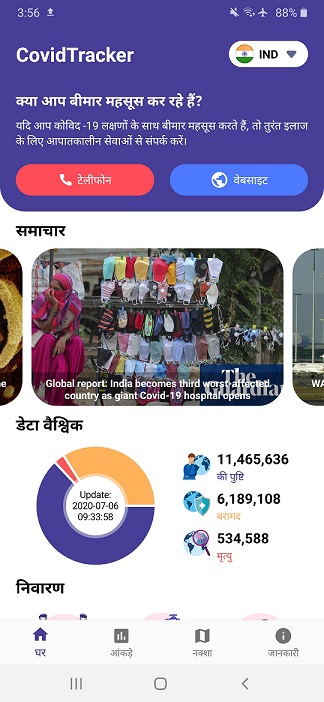 3:56
88%
CovidTracker
IND
क्या आप बीमार महसूस कर रहे हैं?
यदि आप कोविद -19 लक्षणों के साथ बीमार महसूस करते हैं, तो तुरंत इलाज
के लिए आपातकालीन सेवाओं से संपर्क करें।
टेलीफोन
वेबसाइट
समाचार
The
Guardian
Global report: India becomes third worst-affected
country as giant Covid-19 hospital opens
WA
डेटा वैश्विक
Update:
2020-07-06
09:33:58
11,465,636
की पुष्टि
6,189,108
बरामद
534,588
मृत्यु
निवारण
घर
आंकड़े
नक्शा
जानकारी